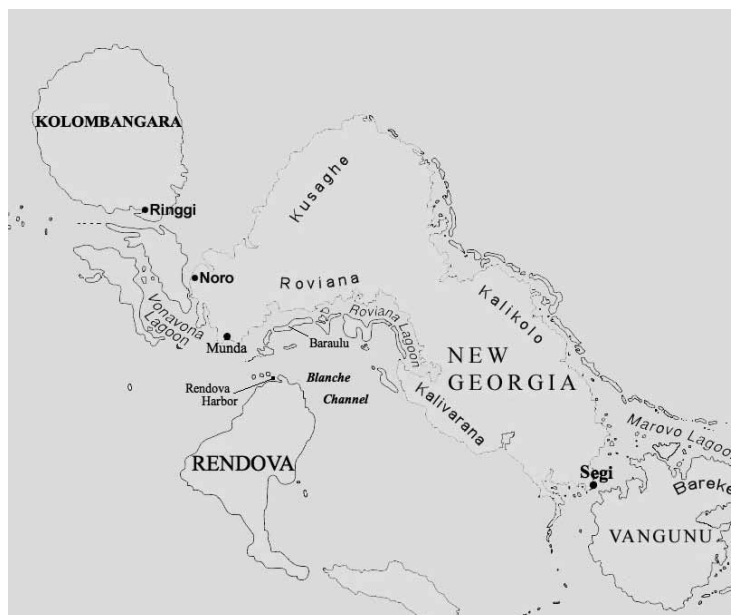 KOLOMBANGARA
Ringgi
Kusaghe
Noro
Roviana
Kalikolo
Vonavona
Lagoon
Roviana Lagoon
Munda
Baraulu
NEW
GEORGIA
Rendova
Harbor
Blanche
Channel
Kalivarana
Marovo Lagoon
RENDOVA
Segi
Bareke
VANGUNU